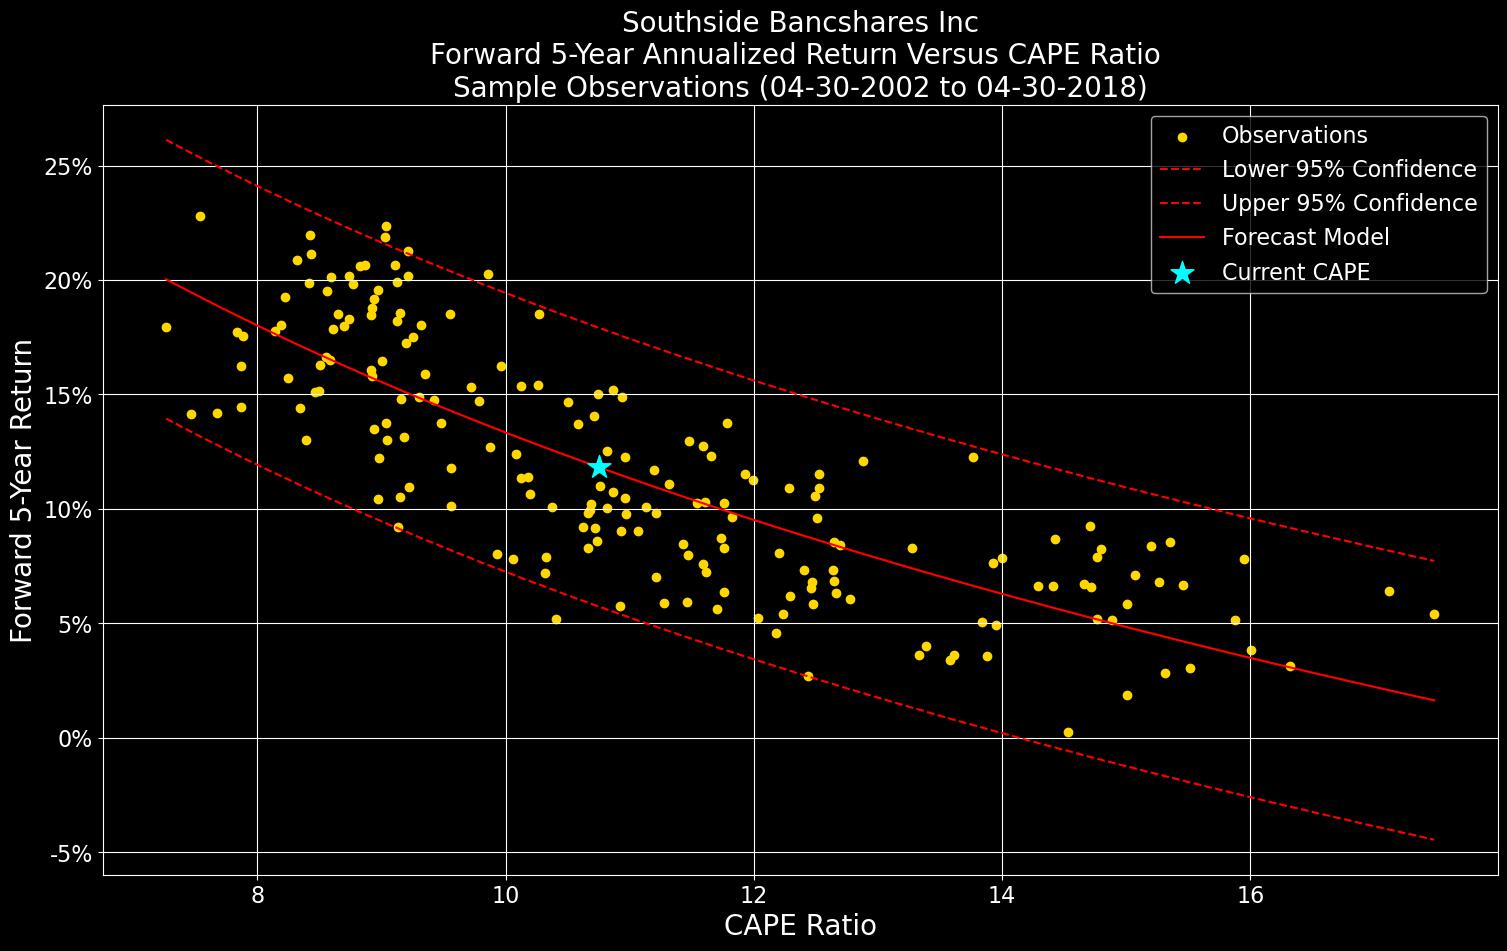 Southside Bancshares Inc
Forward 5-Year Annualized Return Versus CAPE Ratio
Sample Observations (04-30-2002 to 04-30-2018)
Observations
Lower 95% Confidence
Upper 95% Confidence
Forecast Model
Current CAPE
Forward 5-Year Return
25%
20%
15%
10%
5%
0%
-5%
8 10 12 14 16
CAPE Ratio